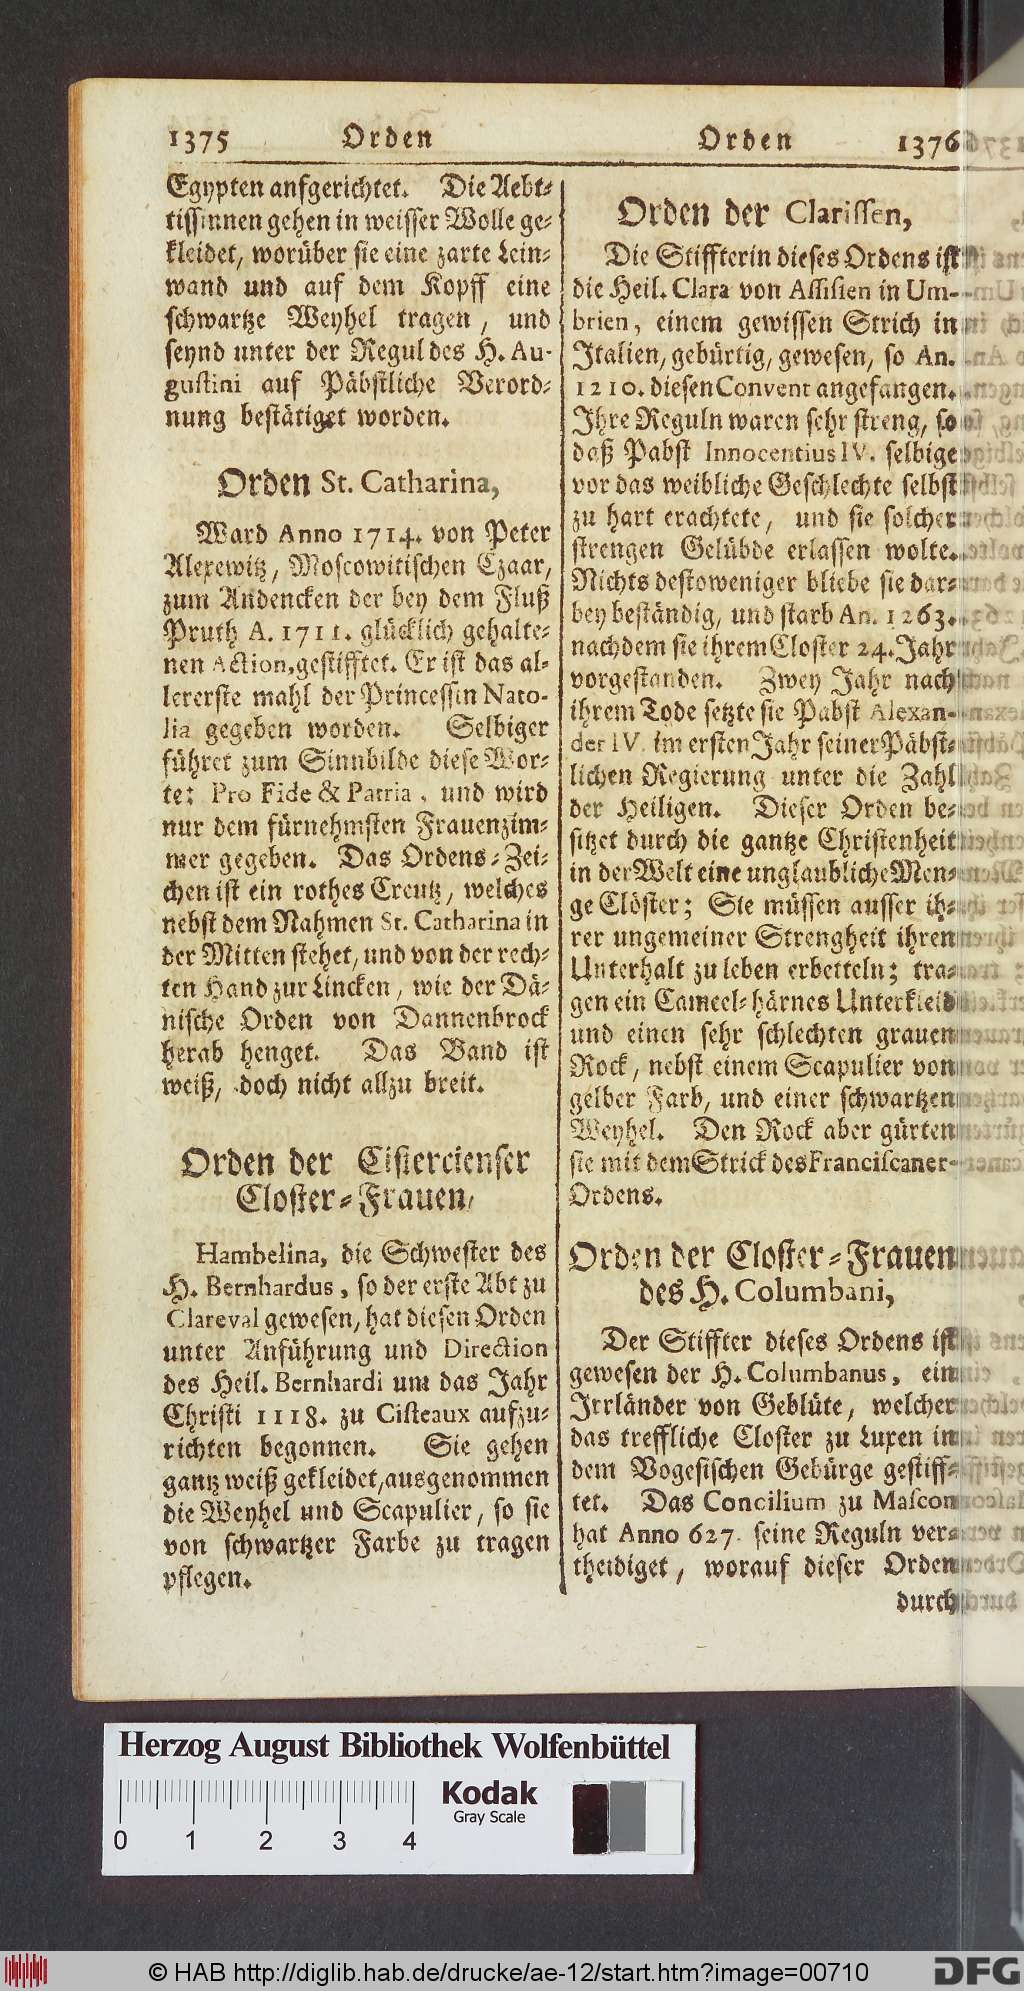 1375 Orden
Orden 1376
Egypten aufgerichtet. Die Aebt-
tissinnen gehen in weisser Wolle ge-
kleidet, worüber sie eine zarte Lein-
wand und auf dem Kopff eine
schwartze Weyhel tragen, und
seynd unter der Regul des H. Au-
gustini auf Päbstliche Verord-
nung bestätiget worden.
Orden St. Catharina,
Ward Anno 1714. von Peter
Alexewitz, Moscowitischen Czaar,
zum Andencken der bey dem Fluß
Pruth A. 1711. glücklich gehalte-
nen Action, gestifftet. Er ist das al-
lererste mahl der Princessin Nato-
lia gegeben worden. Selbiger
führet zum Sinnbilde diese Wor-
te: Pro Fide & Patria, und wird
nur dem fürnehmsten Frauenzim-
mer gegeben. Das Ordens-Zei-
chen ist ein rothes Creutz, welches
nebst dem Nahmen St. Catharina in
der Mitten stehet, und von der rech-
ten Hand zur Lincken, wie der Dä-
nische Orden von Dannenbrock
herab henget. Das Band ist
weiß, doch nicht allzu breit.
Orden der Cistercienser
Closter-Frauen,
Hambelina, die Schwester des
H. Bernhardus, so der erste Abt zu
Clareval gewesen, hat diesen Orden
unter Anführung und Direction
des Heil. Bernhardi um das Jahr
Christi 1118. zu Cisteaux aufzu-
richten begonnen. Sie gehen
gantz weiß gekleidet, ausgenommen
die Weyhel und Scapulier, so sie
von schwartzer Farbe zu tragen
pflegen.
Orden der Clarissen,
Die Stiffterin dieses Ordens ist
die Heil. Clara von Assisien in Um-
brien, einem gewissen Strich in
Italien, gebürtig, gewesen, so An.
1210. diesen Convent angefangen.
Ihre Reguln waren sehr streng, so
daß Pabst Innocentius IV. selbige
vor das weibliche Geschlechte selbst
zu hart erachtete, und sie solcher
strengen Gelübde erlassen wolte.
Nichts destoweniger bliebe sie dar-
bey beständig, und starb An. 1263.
nachdem sie ihrem Closter 24. Jahr
vorgestanden. Zwey Jahr nach
ihrem Tode setzte sie Pabst Alexan-
der IV. im ersten Jahr seiner Päbst-
lichen Regierung unter die Zahl
der Heiligen. Dieser Orden be-
sitzet durch die gantze Christenheit
in der Welt eine unglaubliche Men-
ge Clöster; Sie müssen ausser ih-
rer ungemeiner Strengheit ihren
Unterhalt zu leben erbetteln; tra-
gen ein Cameel-härnes Unterkleid
und einen sehr schlechten grauen
Rock, nebst einem Scapulier von
gelber Farb, und einer schwartzen
Weyhel. Den Rock aber gürten
sie mit dem Strick des Franciscaner-
Ordens.
Orden der Closter-Frauen
des H. Columbani,
Der Stiffter dieses Ordens ist
gewesen der H. Columbanus, ein
Irrländer von Geblüte, welcher
das treffliche Closter zu Luxen in
dem Vogesischen Gebürge gestiff-
tet. Das Concilium zu Mascon
hat Anno 627. seine Reguln ver-
theidiget, worauf dieser Orden
durch
Herzog August Bibliothek Wolfenbüttel
Kodak
Gray Scale
0 1 2 3 4
© HAB http://diglib.hab.de/drucke/ae-12/start.htm?image=00710
DFG